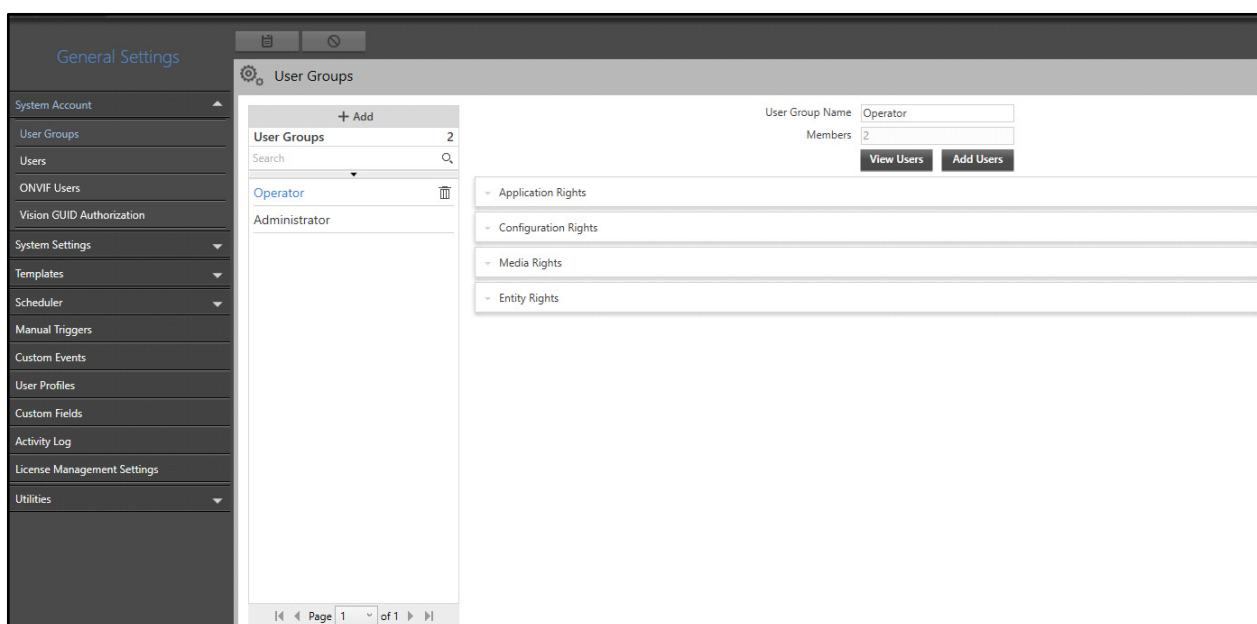 General Settings
System Account
User Groups
Users
ONVIF Users
Vision GUID Authorization
System Settings
Templates
Scheduler
Manual Triggers
Custom Events
User Profiles
Custom Fields
Activity Log
License Management Settings
Utilities
User Groups
+ Add
User Groups 2
Search
Operator
Administrator
Page 1 of 1
User Group Name Operator
Members 2
View Users Add Users
Application Rights
Configuration Rights
Media Rights
Entity Rights